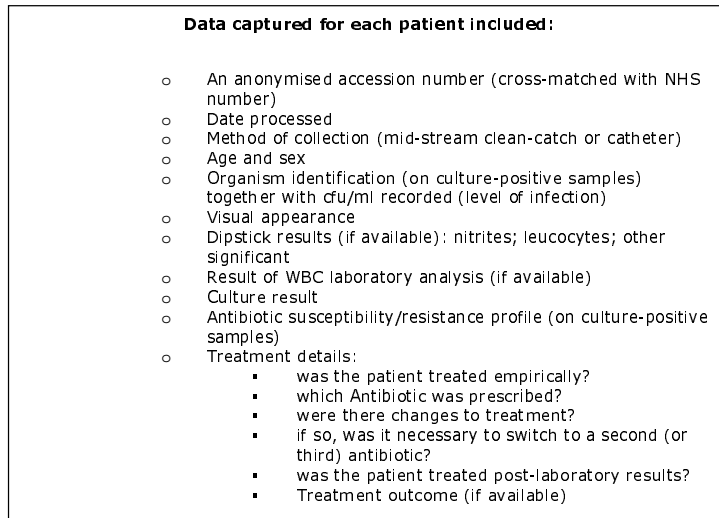 Data captured for each patient included:
o An anonymised accession number (cross-matched with NHS
number)
o Date processed
o Method of collection (mid-stream clean-catch or catheter)
o Age and sex
o Organism identification (on culture-positive samples)
together with cfu/ml recorded (level of infection)
o Visual appearance
o Dipstick results (if available): nitrites; leucocytes; other
significant
o Result of WBC laboratory analysis (if available)
o Culture result
o Antibiotic susceptibility/resistance profile (on culture-positive
samples)
o Treatment details:
▪ was the patient treated empirically?
▪ which Antibiotic was prescribed?
▪ were there changes to treatment?
▪ if so, was it necessary to switch to a second (or
third) antibiotic?
▪ was the patient treated post-laboratory results?
▪ Treatment outcome (if available)